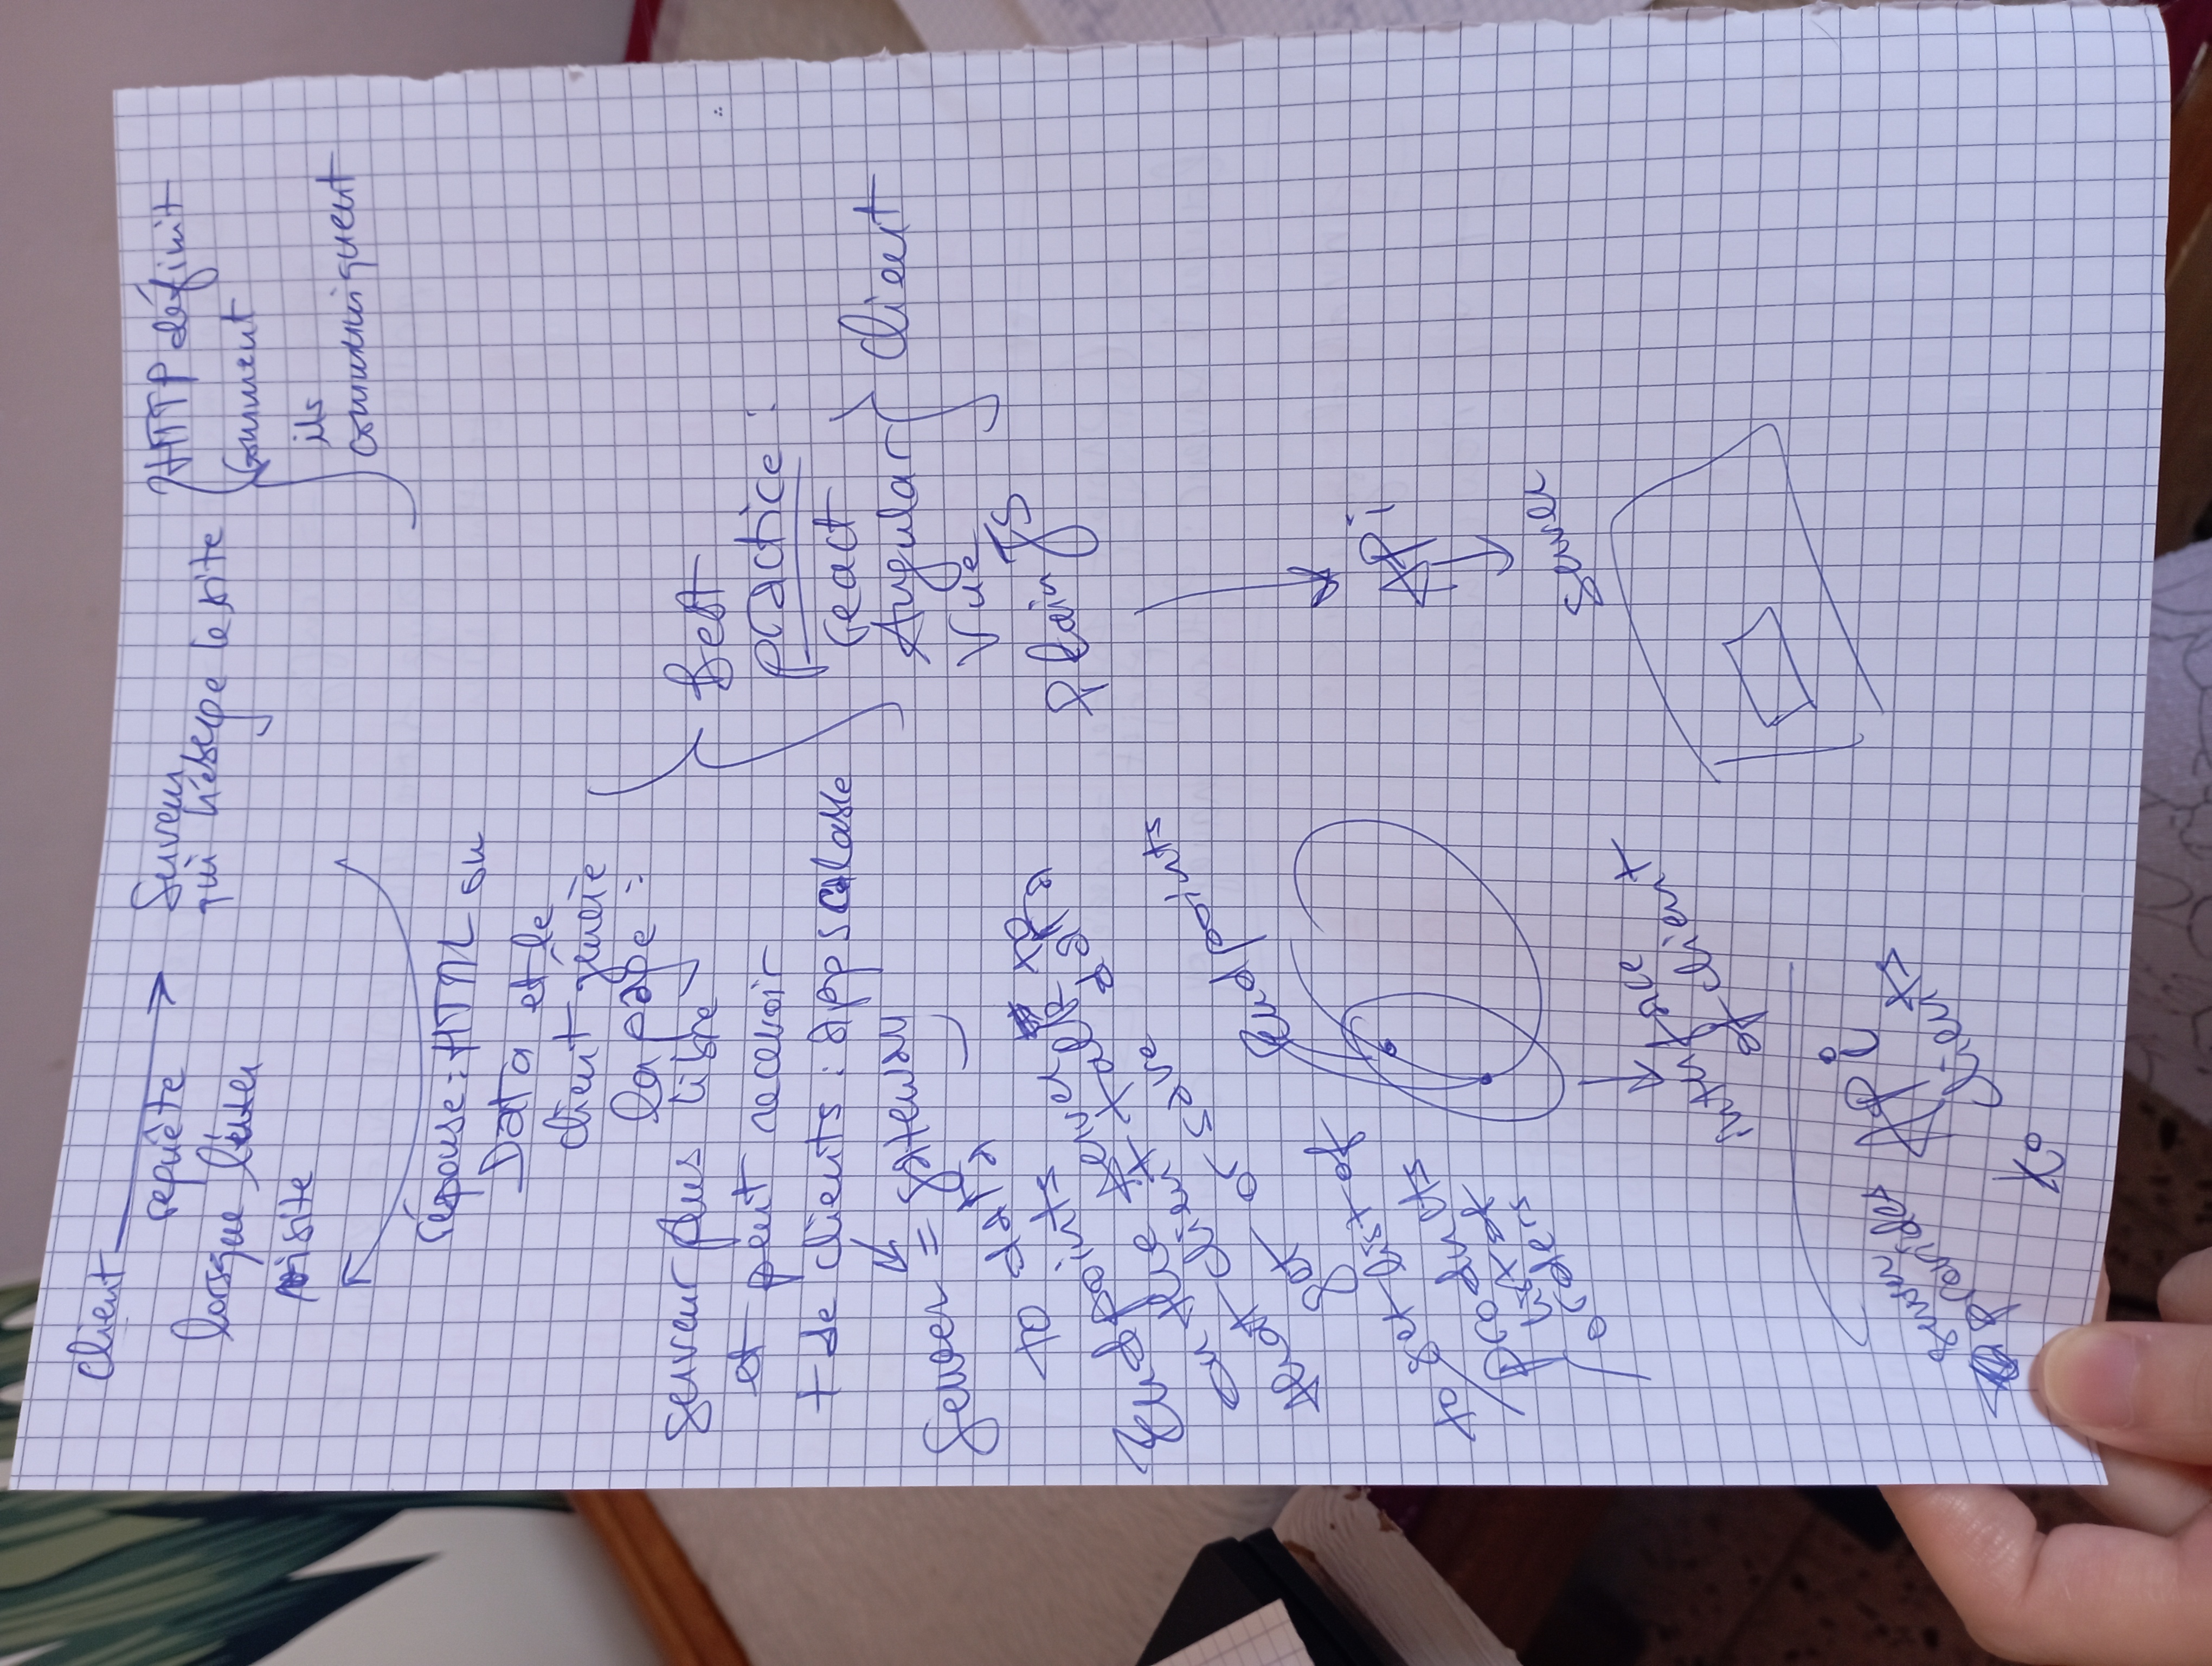 client
requête
lorsque l'user
visite
Serveur
qui héberge le site
HTTP définit
Comment
ils
communiquent
réponse : HTML ou
Data et le
client génère
la page :
serveur plus libre
et peut recevoir
+ de clients : app scalable
Server = gateway
to data
Best
practice :
react
Angular
Vue
Plain JS
client
Endpoints
on the server
that client talk to
get or save data
Endpoints
to get list of
products
list of
orders
API
server
interface
of client
server
provides
API
to clients